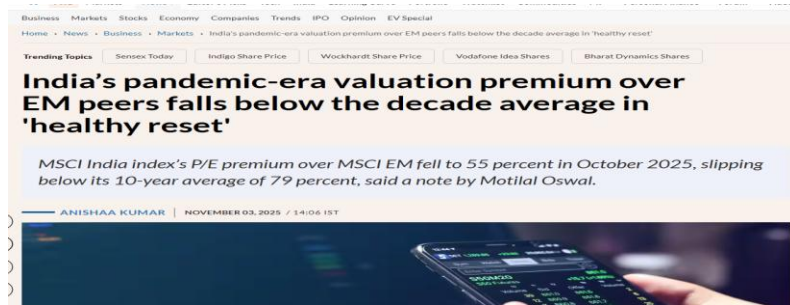 Business Markets Stocks Economy Companies Trends IPO Opinion EV Special
Home • News • Business • Markets • India's pandemic-era valuation premium over EM peers falls below the decade average in 'healthy reset'
Trending Topics Sensex Today Indigo Share Price Wockhardt Share Price Vodafone Idea Shares Bharat Dynamics Shares
India's pandemic-era valuation premium over
EM peers falls below the decade average in
'healthy reset'
MSCI India index's P/E premium over MSCI EM fell to 55 percent in October 2025, slipping
below its 10-year average of 79 percent, said a note by Motilal Oswal.
ANISHAA KUMAR | NOVEMBER 03, 2025 / 14:06 IST